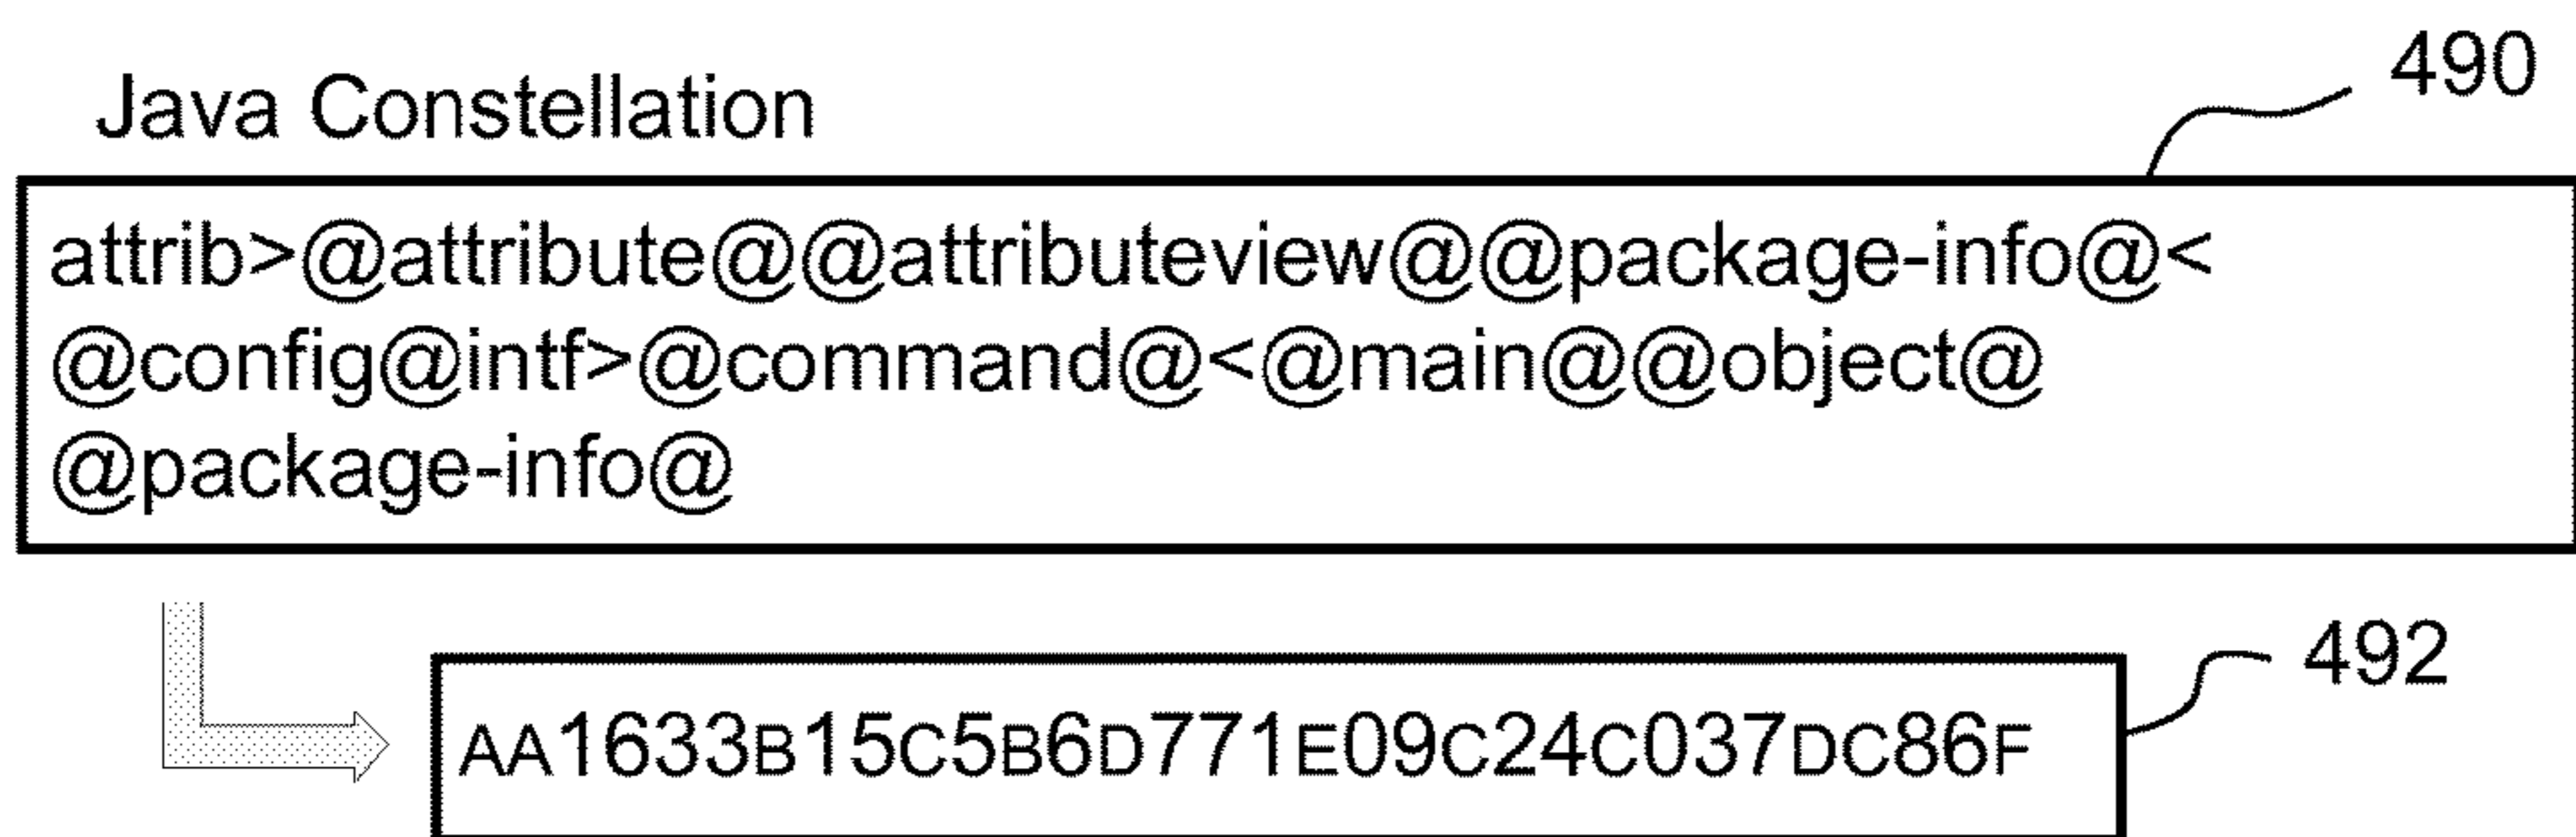 490
Java Constellation
attrib>@attribute@@attributeview@@package-info@<
@config@intf>@command@<@main@@object@
@package-info@
492
AA1633B15C5B6D771E09C24C037DC86F